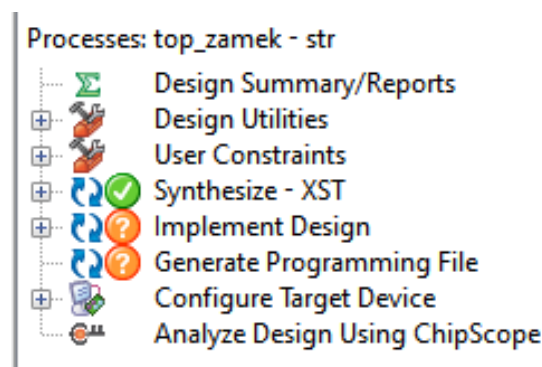 Processes: top_zamek - str
Design Summary/Reports
Design Utilities
User Constraints
Synthesize - XST
Implement Design
Generate Programming File
Configure Target Device
Analyze Design Using ChipScope